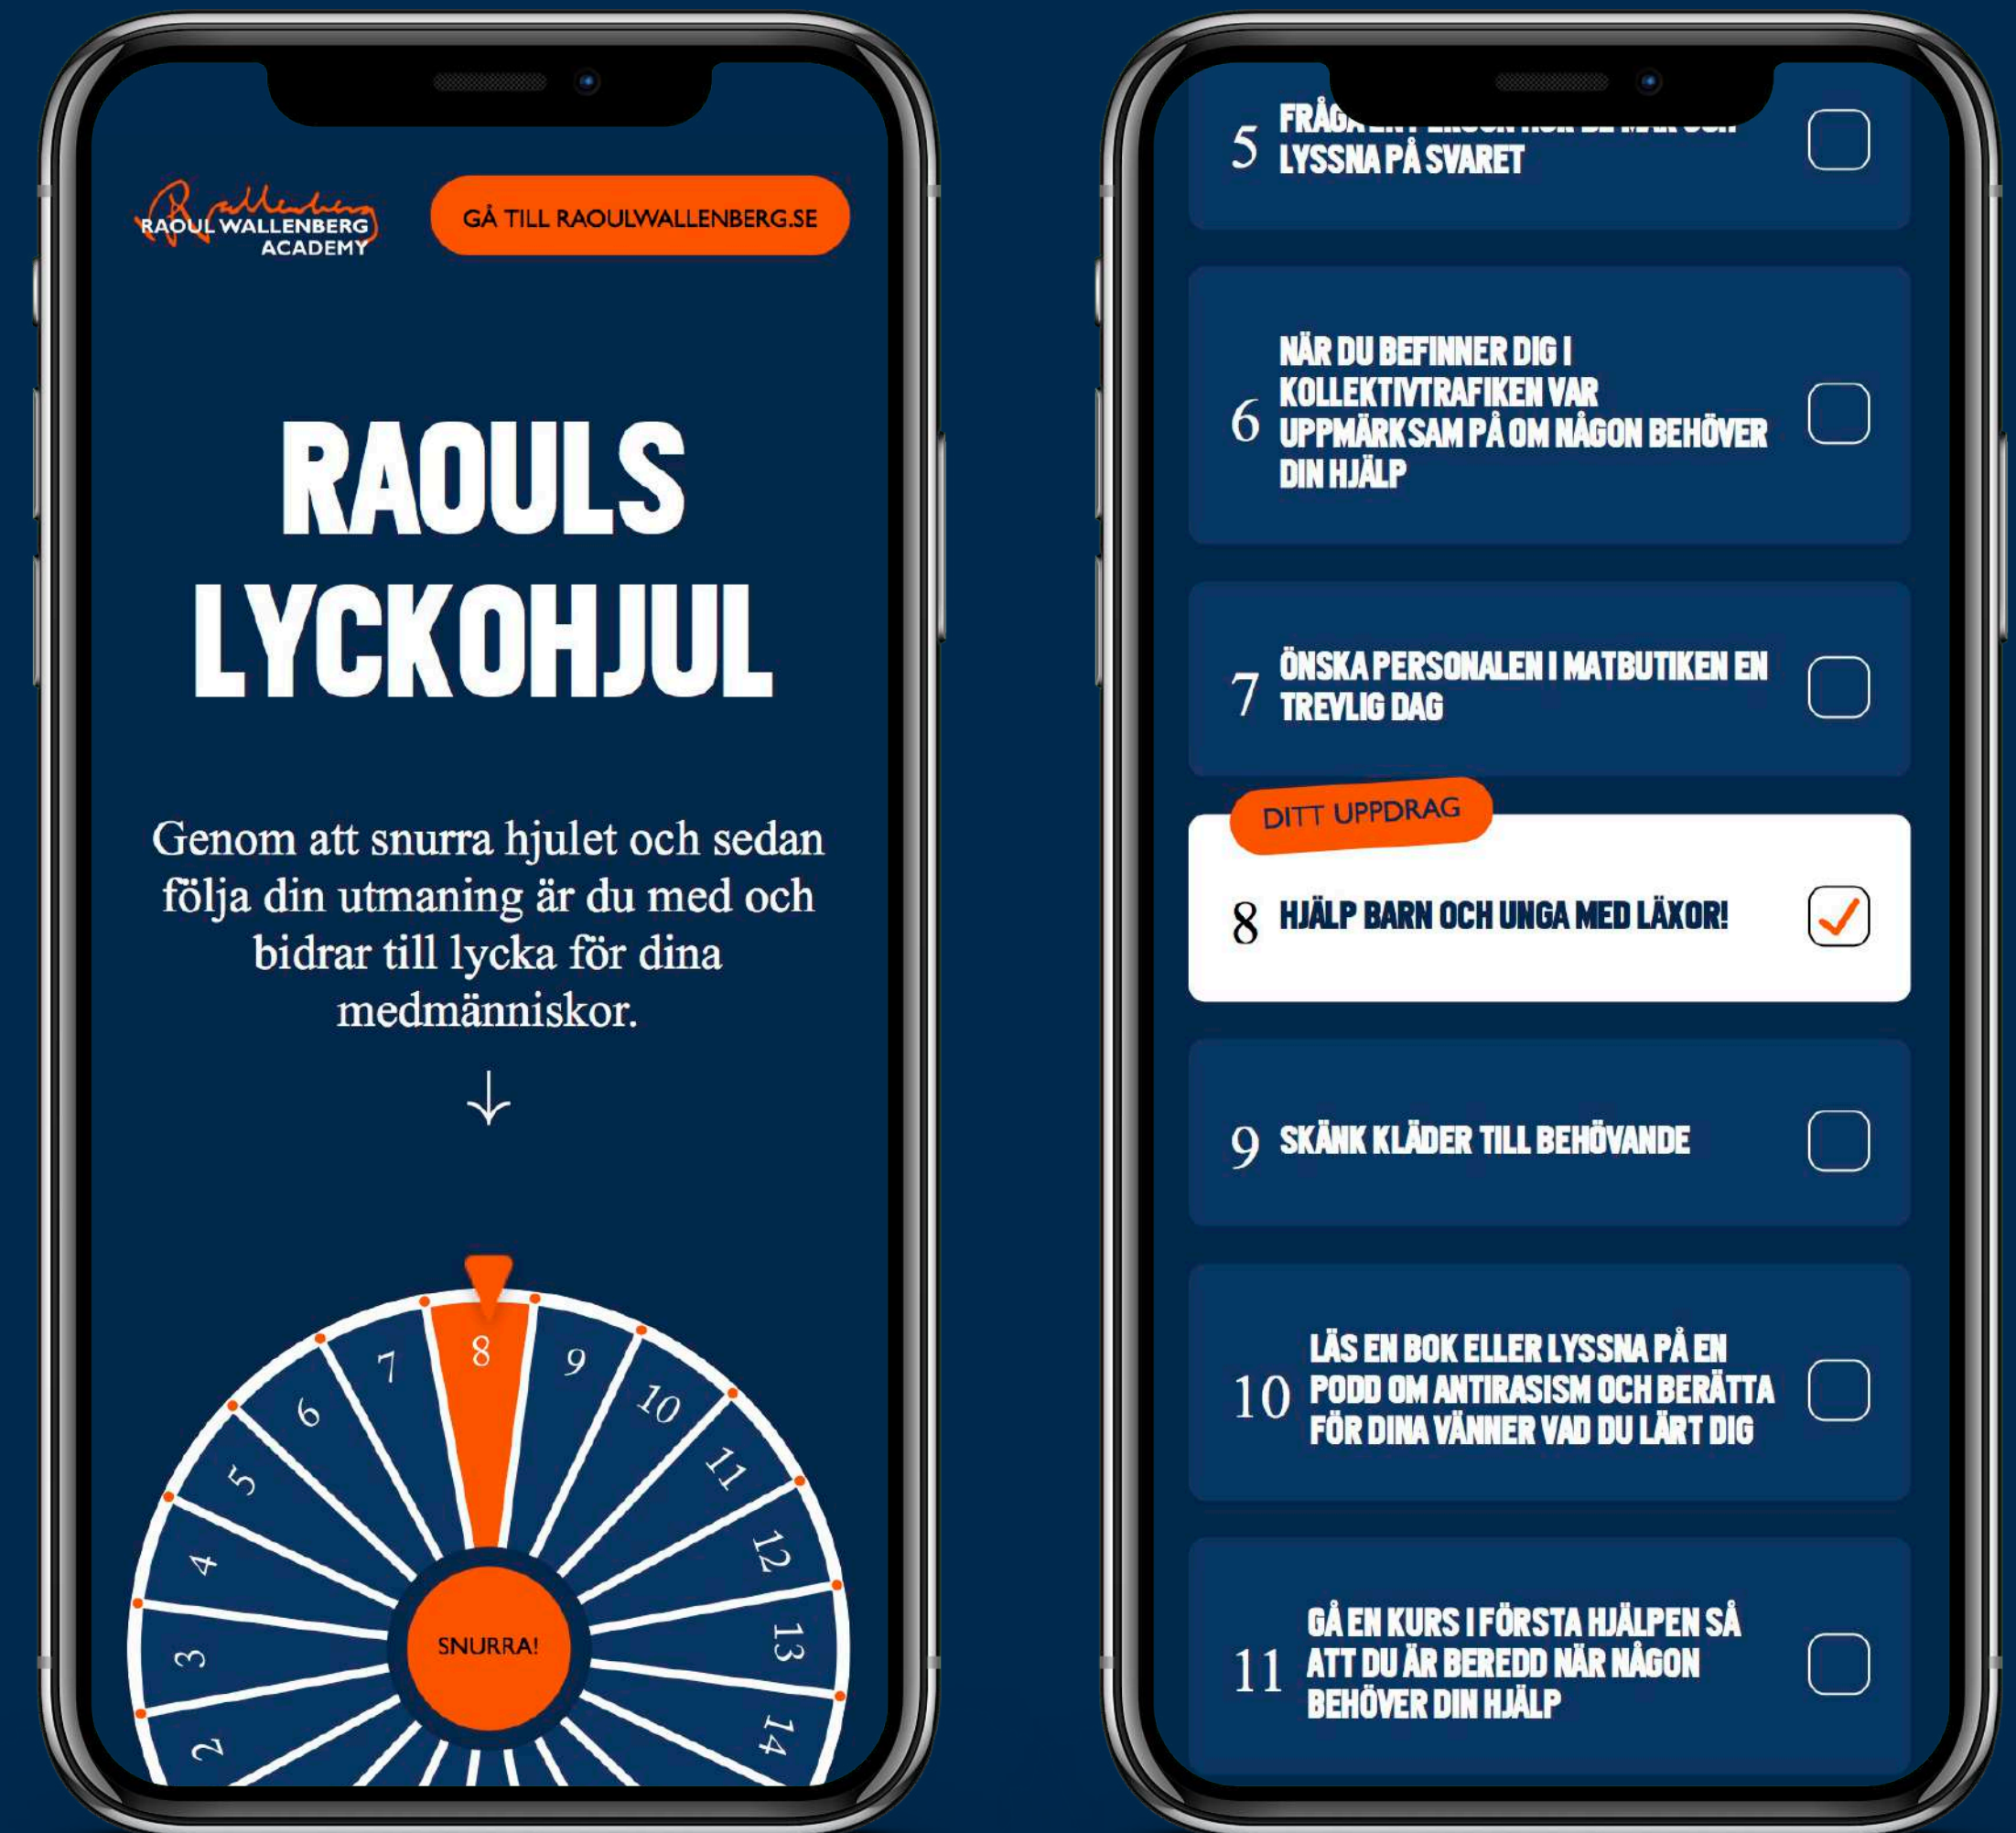 Rallenberg
RAOUL WALLENBERG
ACADEMY
GÅ TILL RAOULWALLENBERG.SE
RAOULS
LYCKOHJUL
Genom att snurra hjulet och sedan
följa din utmaning är du med och
bidrar till lycka för dina
medmänniskor.
2
3
4
5
6
7
8
9
10
11
12
13
14
SNURRA!
5
LYSSNA PÅ SVARET
6
NÄR DU BEFINNER DIG I
KOLLEKTIVTRAFIKEN VAR
UPPMÄRKSAM PÅ OM NÅGON BEHÖVER
DIN HJÄLP
7
ÖNSKA PERSONALEN I MATBUTIKEN EN
TREVLIG DAG
DITT UPPDRAG
8 HJÄLP BARN OCH UNGA MED LÄXOR!
9 SKÄNK KLÄDER TILL BEHÖVANDE
10
LÄS EN BOK ELLER LYSSNA PÅ EN
PODD OM ANTIRASISM OCH BERÄTTA
FÖR DINA VÄNNER VAD DU LÄRT DIG
11
GÅ EN KURS I FÖRSTA HJÄLPEN SÅ
ATT DU ÄR BEREDD NÄR NÅGON
BEHÖVER DIN HJÄLP